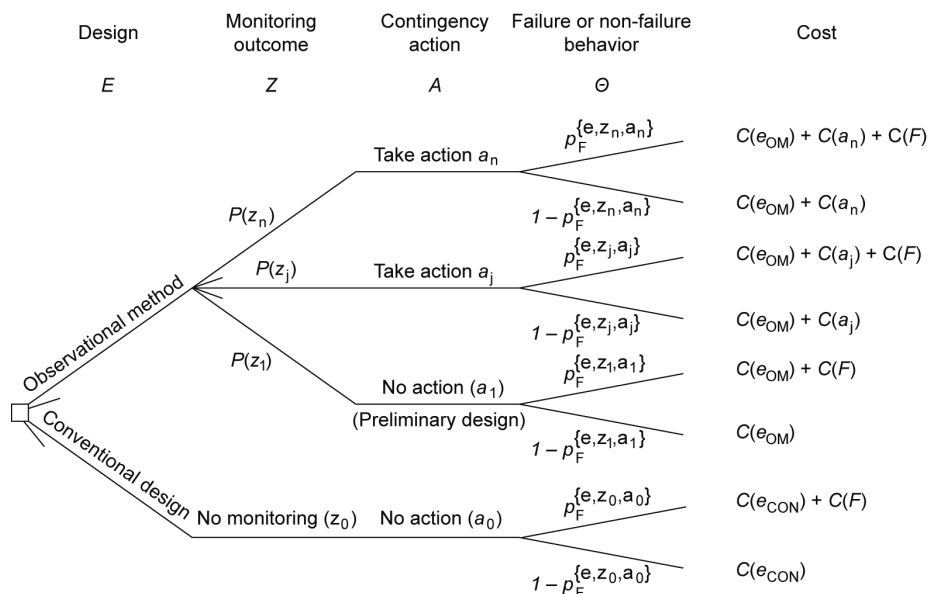 Design
Monitoring
outcome
Contingency
action
Failure or non-failure
behavior
Cost
E
Z
A
Θ
p_F^{e,z_n,a_n}
C(e_OM) + C(a_n) + C(F)
Take action a_n
P(z_n)
1 – p_F^{e,z_n,a_n}
C(e_OM) + C(a_n)
p_F^{e,z_j,a_j}
C(e_OM) + C(a_j) + C(F)
P(z_j)
Take action a_j
1 – p_F^{e,z_j,a_j}
C(e_OM) + C(a_j)
Observational method
P(z_1)
p_F^{e,z_1,a_1}
C(e_OM) + C(F)
No action (a_1)
(Preliminary design)
1 – p_F^{e,z_1,a_1}
C(e_OM)
Conventional design
p_F^{e,z_0,a_0}
C(e_CON) + C(F)
No monitoring (z_0)
No action (a_0)
1 – p_F^{e,z_0,a_0}
C(e_CON)